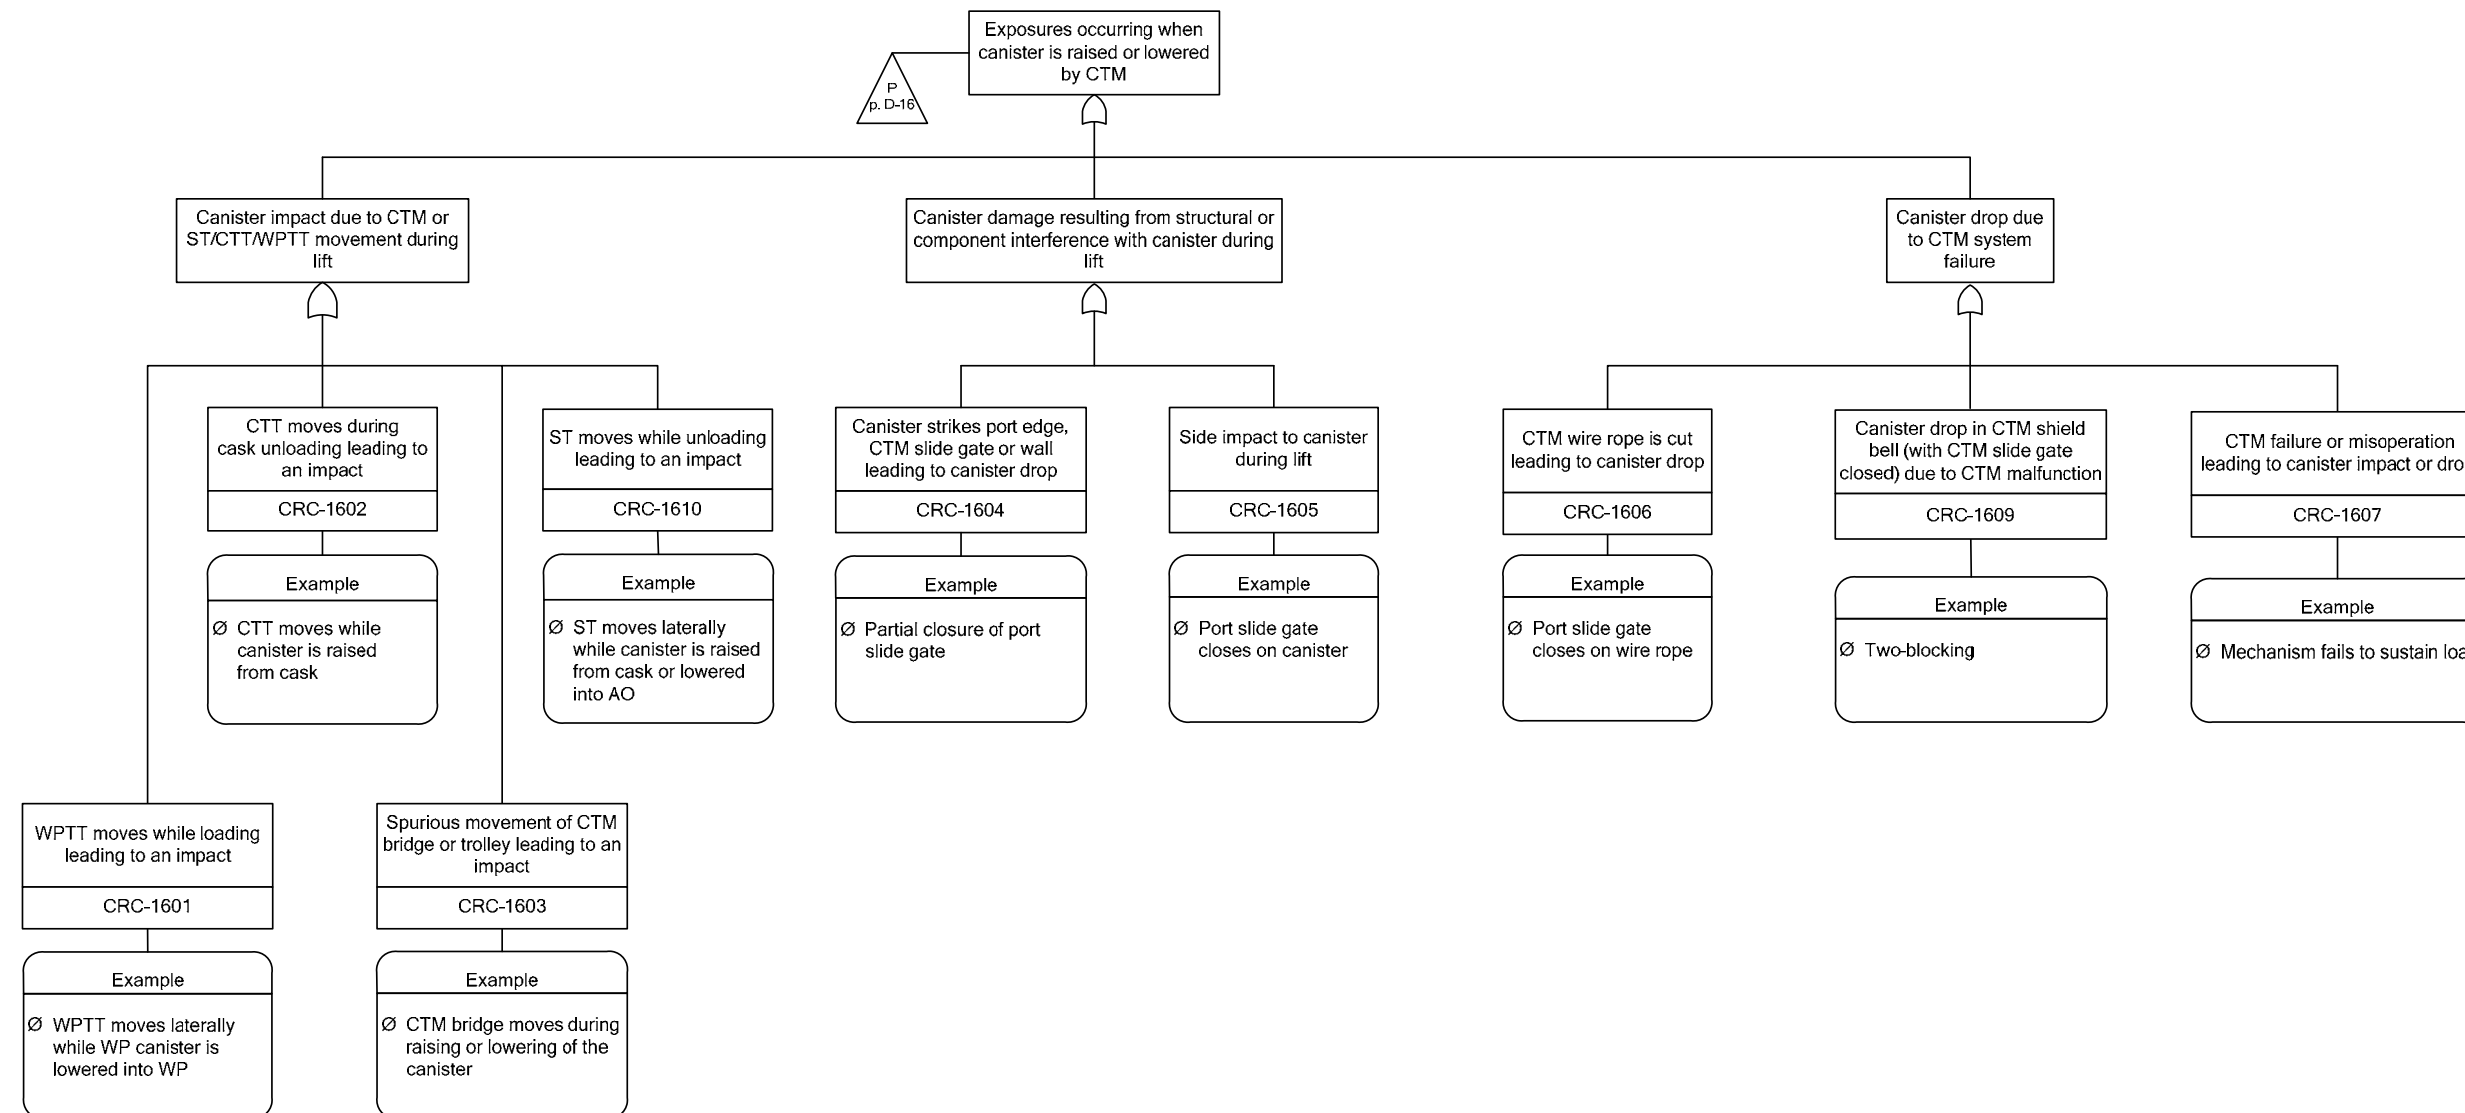 Exposures occurring when
canister is raised or lowered
by CTM
P
p. D-16
Canister impact due to CTM or
ST/CTT/WPTT movement during
lift
Canister damage resulting from structural or
component interference with canister during
lift
Canister drop due
to CTM system
failure
CTT moves during
cask unloading leading to
an impact
CRC-1602
Example
Ø CTT moves while
canister is raised
from cask
ST moves while unloading
leading to an impact
CRC-1610
Example
Ø ST moves laterally
while canister is raised
from cask or lowered
into AO
Canister strikes port edge,
CTM slide gate or wall
leading to canister drop
CRC-1604
Example
Ø Partial closure of port
slide gate
Side impact to canister
during lift
CRC-1605
Example
Ø Port slide gate
closes on canister
CTM wire rope is cut
leading to canister drop
CRC-1606
Example
Ø Port slide gate
closes on wire rope
Canister drop in CTM shield
bell (with CTM slide gate
closed) due to CTM malfunction
CRC-1609
Example
Ø Two-blocking
CTM failure or misoperation
leading to canister impact or
CRC-1607
Example
Ø Mechanism fails to sustain
WPTT moves while loading
leading to an impact
CRC-1601
Example
Ø WPTT moves laterally
while WP canister is
lowered into WP
Spurious movement of CTM
bridge or trolley leading to an
impact
CRC-1603
Example
Ø CTM bridge moves during
raising or lowering of the
canister